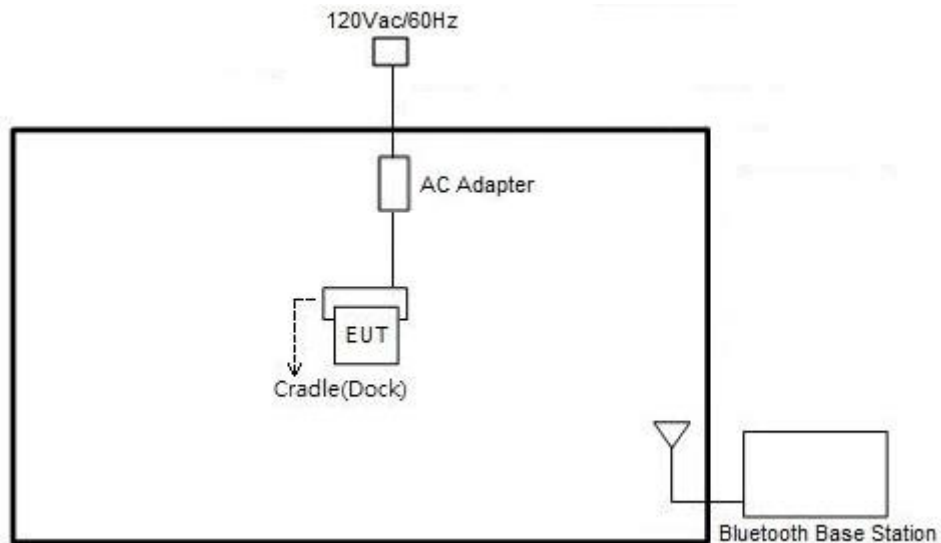 120Vac/60Hz
AC Adapter
EUT
Cradle(Dock)
Bluetooth Base Station